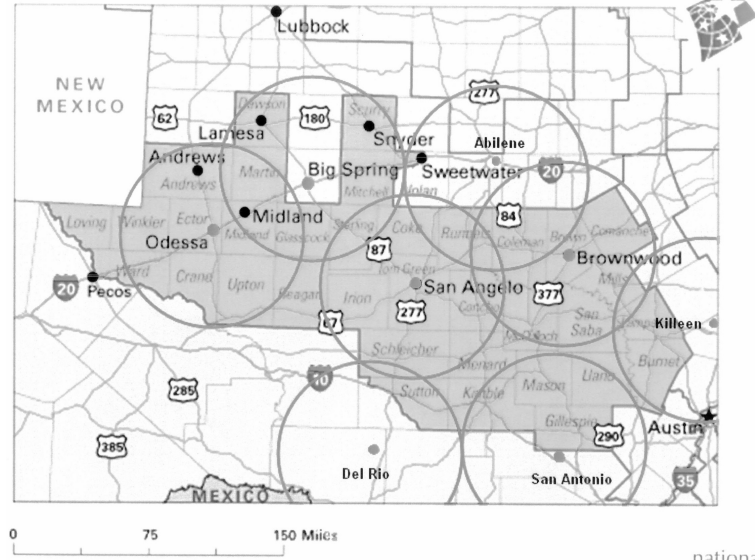 Lubbock
277
NEW
MEXICO
62
Dawson
180
Scurry
Lamesa
Snyder
Abilene
Andrews
Big Spring
Sweetwater
20
Andrews
Martin
Mitchell
Nolan
Midland
84
Loving
Winkler
Ector
Odessa
Midland
Glasscock
Sterling
Coke
Runnels
Coleman
Brown
Comanche
87
Brownwood
Ward
Crane
Upton
Reagan
Irion
Tom Green
San Angelo
Concho
377
Mills
20
Pecos
277
San
Saba
Lampasas
Killeen
67
McCulloch
Schleicher
Menard
Burnet
10
Sutton
Kimble
Mason
Llano
285
Gillespie
290
Austin
385
Del Rio
San Antonio
35
MEXICO
0 75 150 Miles
nationa